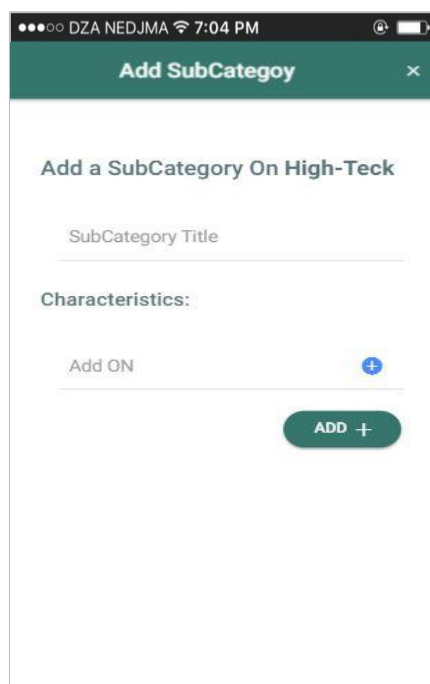 DZA NEDJMA 7:04 PM
Add SubCategoy ×
Add a SubCategory On High-Teck
SubCategory Title
Characteristics:
Add ON
ADD +